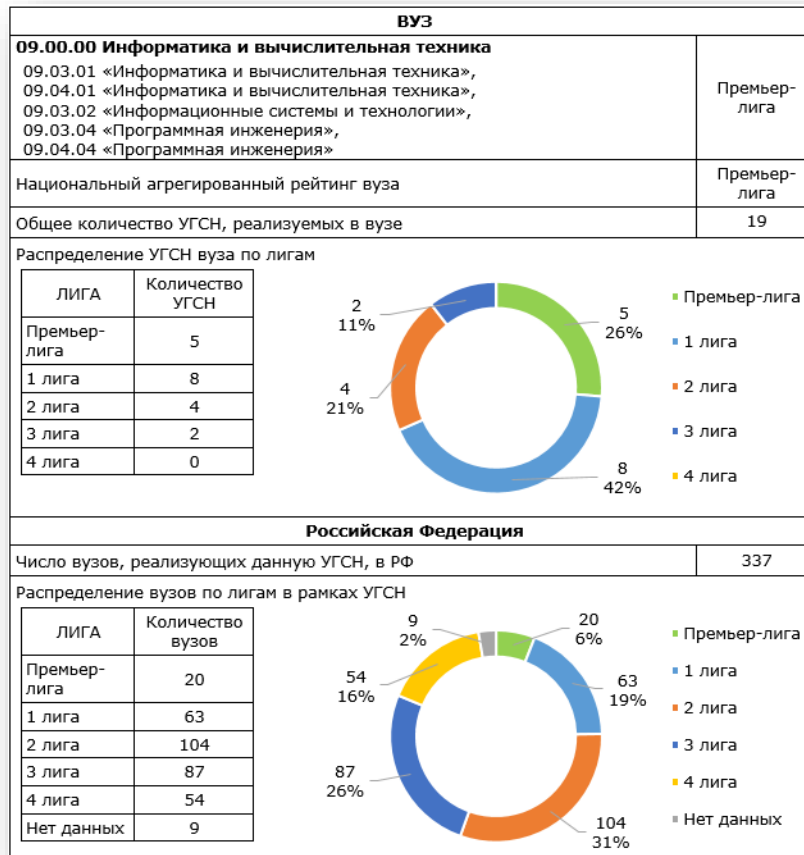 ВУЗ
09.00.00 Информатика и вычислительная техника
09.03.01 «Информатика и вычислительная техника»,
09.04.01 «Информатика и вычислительная техника»,
09.03.02 «Информационные системы и технологии»,
09.03.04 «Программная инженерия»,
09.04.04 «Программная инженерия»
Премьер-
лига
Национальный агрегированный рейтинг вуза
Премьер-
лига
Общее количество УГСН, реализуемых в вузе
19
Распределение УГСН вуза по лигам
ЛИГА
Количество
УГСН
Премьер-
лига
5
1 лига
8
2 лига
4
3 лига
2
4 лига
0
2
11%
5
26%
4
21%
8
42%
Премьер-лига
1 лига
2 лига
3 лига
4 лига
Российская Федерация
Число вузов, реализующих данную УГСН, в РФ
337
Распределение вузов по лигам в рамках УГСН
ЛИГА
Количество
вузов
Премьер-
лига
20
1 лига
63
2 лига
104
3 лига
87
4 лига
54
Нет данных
9
9
2%
20
6%
54
16%
63
19%
87
26%
104
31%
Премьер-лига
1 лига
2 лига
3 лига
4 лига
Нет данных